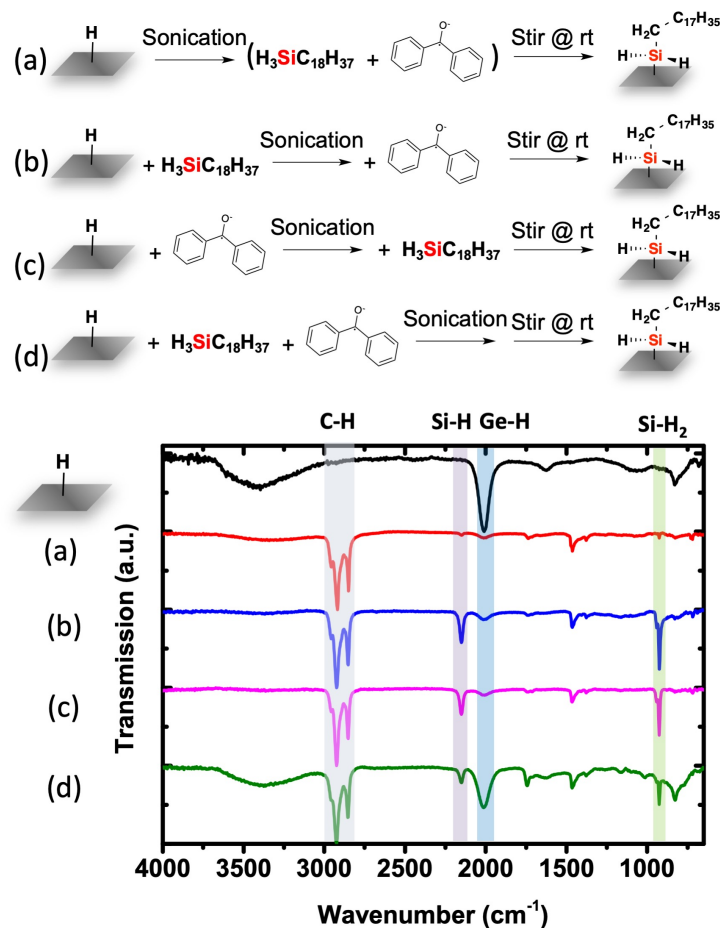 H
(a)
Sonication
(H₃SiC₁₈H₃₇ + O⁻ )
Stir @ rt
H₂C C₁₇H₃₅
H Si H
H
(b)
+ H₃SiC₁₈H₃₇
Sonication
+ O⁻
Stir @ rt
H₂C C₁₇H₃₅
H Si H
H
(c)
+ O⁻
Sonication
+ H₃SiC₁₈H₃₇
Stir @ rt
H₂C C₁₇H₃₅
H Si H
H
(d)
+ H₃SiC₁₈H₃₇ + O⁻
Sonication
Stir @ rt
H₂C C₁₇H₃₅
H Si H
C-H Si-H Ge-H Si-H₂
H
(a)
(b)
(c)
(d)
Transmission (a.u.)
4000 3500 3000 2500 2000 1500 1000
Wavenumber (cm⁻¹)